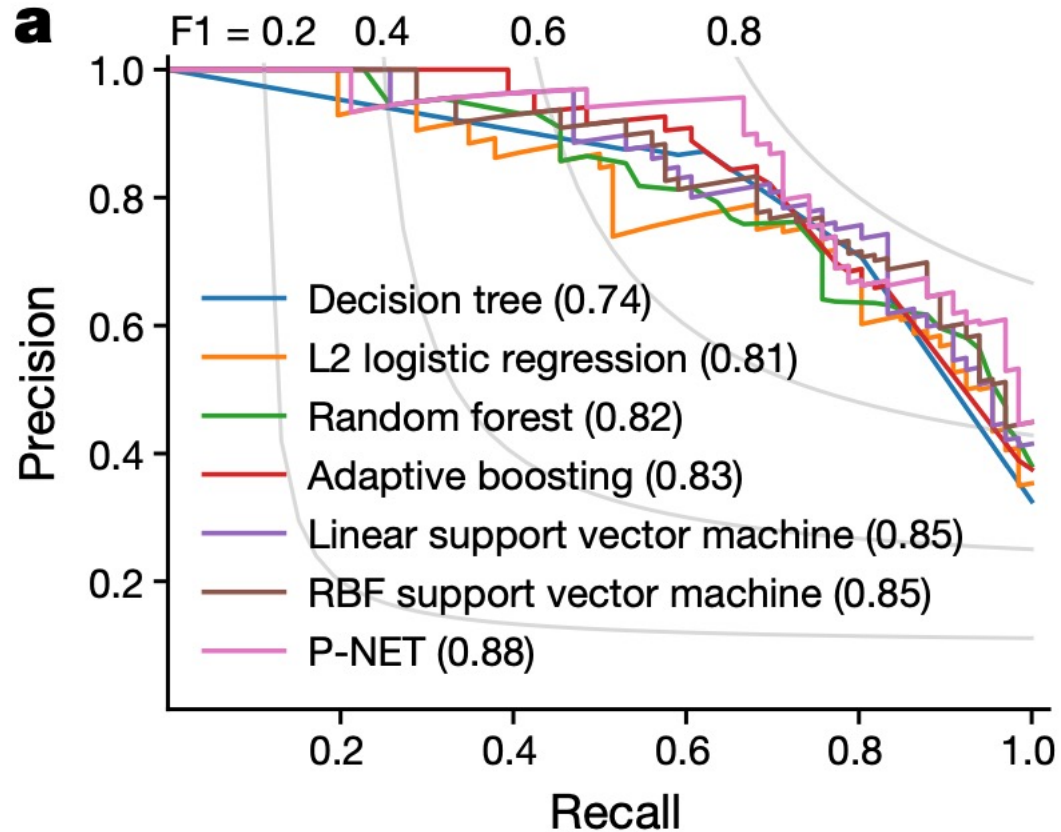 a
F1 = 0.2 0.4 0.6 0.8
1.0
0.8
0.6
0.4
0.2
Precision
Decision tree (0.74)
L2 logistic regression (0.81)
Random forest (0.82)
Adaptive boosting (0.83)
Linear support vector machine (0.85)
RBF support vector machine (0.85)
P-NET (0.88)
0.2 0.4 0.6 0.8 1.0
Recall